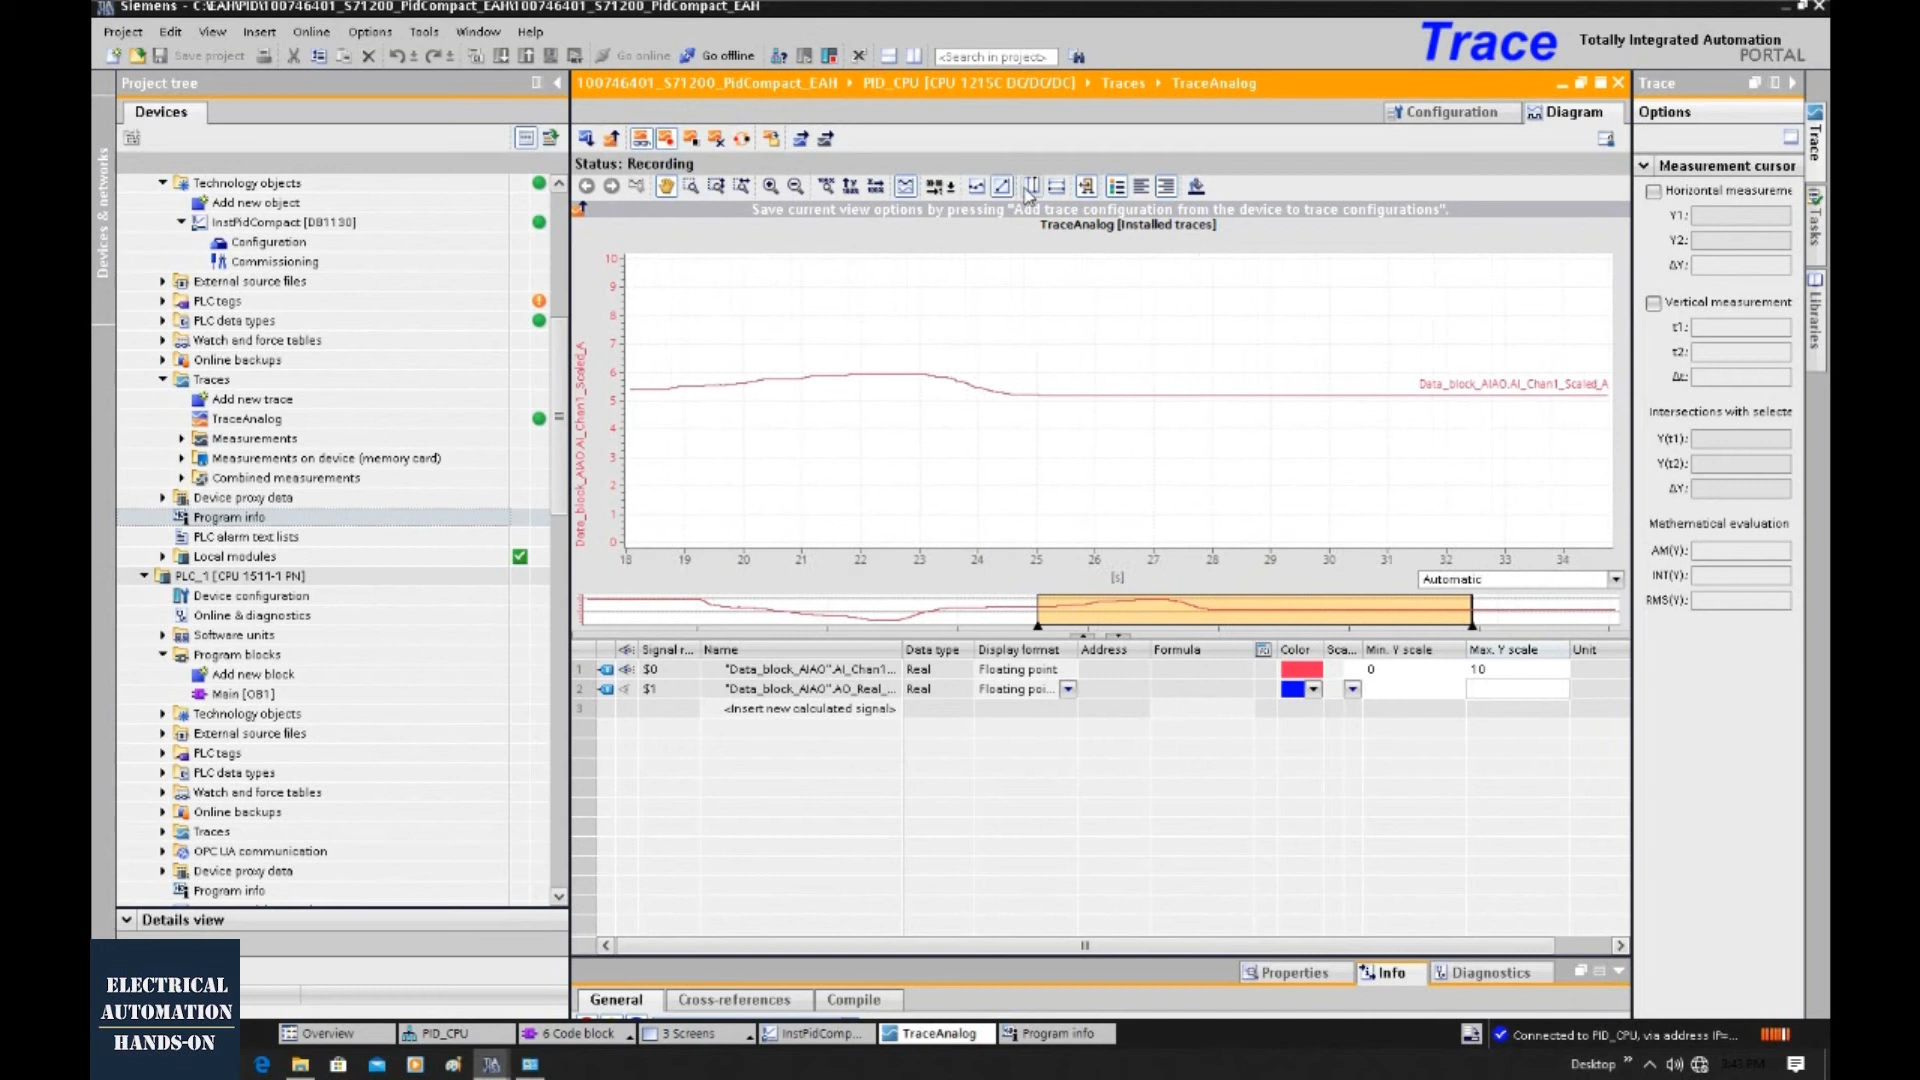 Siemens - C:\EAH\PID\100746401_S71200_PidCompact_EAH\100746401_S71200_PidCompact_EAH
Project Edit View Insert Online Options Tools Window Help
Trace
Totally Integrated Automation
PORTAL
Save project
Go online
Go offline
<Search in project>
Project tree
100746401_S71200_PidCompact_EAH ▸ PID_CPU [CPU 1215C DC/DC/DC] ▸ Traces ▸ TraceAnalog
Trace
Devices
Configuration
Diagram
Options
Devices & networks
Trace
Tasks
Libraries
Status: Recording
Save current view options by pressing "Add trace configuration from the device to trace configurations".
TraceAnalog [Installed traces]
Technology objects
Add new object
InstPidCompact [DB1130]
Configuration
Commissioning
External source files
PLC tags
PLC data types
Watch and force tables
Online backups
Traces
Add new trace
TraceAnalog
Measurements
Measurements on device (memory card)
Combined measurements
Device proxy data
Program info
PLC alarm text lists
Local modules
PLC_1 [CPU 1511-1 PN]
Device configuration
Online & diagnostics
Software units
Program blocks
Add new block
Main [OB1]
Technology objects
External source files
PLC tags
PLC data types
Watch and force tables
Online backups
Traces
OPC UA communication
Device proxy data
Program info
Details view
Data_block_AIAO.AI_Chan1_Scaled_A
10
9
8
7
6
5
4
3
2
1
0
Data_block_AIAO.AI_Chan1_Scaled_A
18 19 20 21 22 23 24 25 26 27 28 29 30 31 32 33 34
[s]
Automatic
Signal r... Name Data type Display format Address Formula Color Sca... Min. Y scale Max. Y scale Unit
1 $0 "Data_block_AIAO".AI_Chan1... Real Floating point 0 10
2 $1 "Data_block_AIAO".AO_Real_... Real Floating poi...
3 <Insert new calculated signal>
Measurement cursor
Horizontal measureme
Y1:
Y2:
ΔY:
Vertical measurement
t1:
t2:
Δt:
Intersections with selecte
Y(t1):
Y(t2):
ΔY:
Mathematical evaluation
AM(Y):
INT(Y):
RMS(Y):
Properties
Info
Diagnostics
General
Cross-references
Compile
ELECTRICAL
AUTOMATION
HANDS-ON
Overview
PID_CPU
6 Code block
3 Screens
InstPidComp...
TraceAnalog
Program info
Connected to PID_CPU, via address IP=...
Desktop